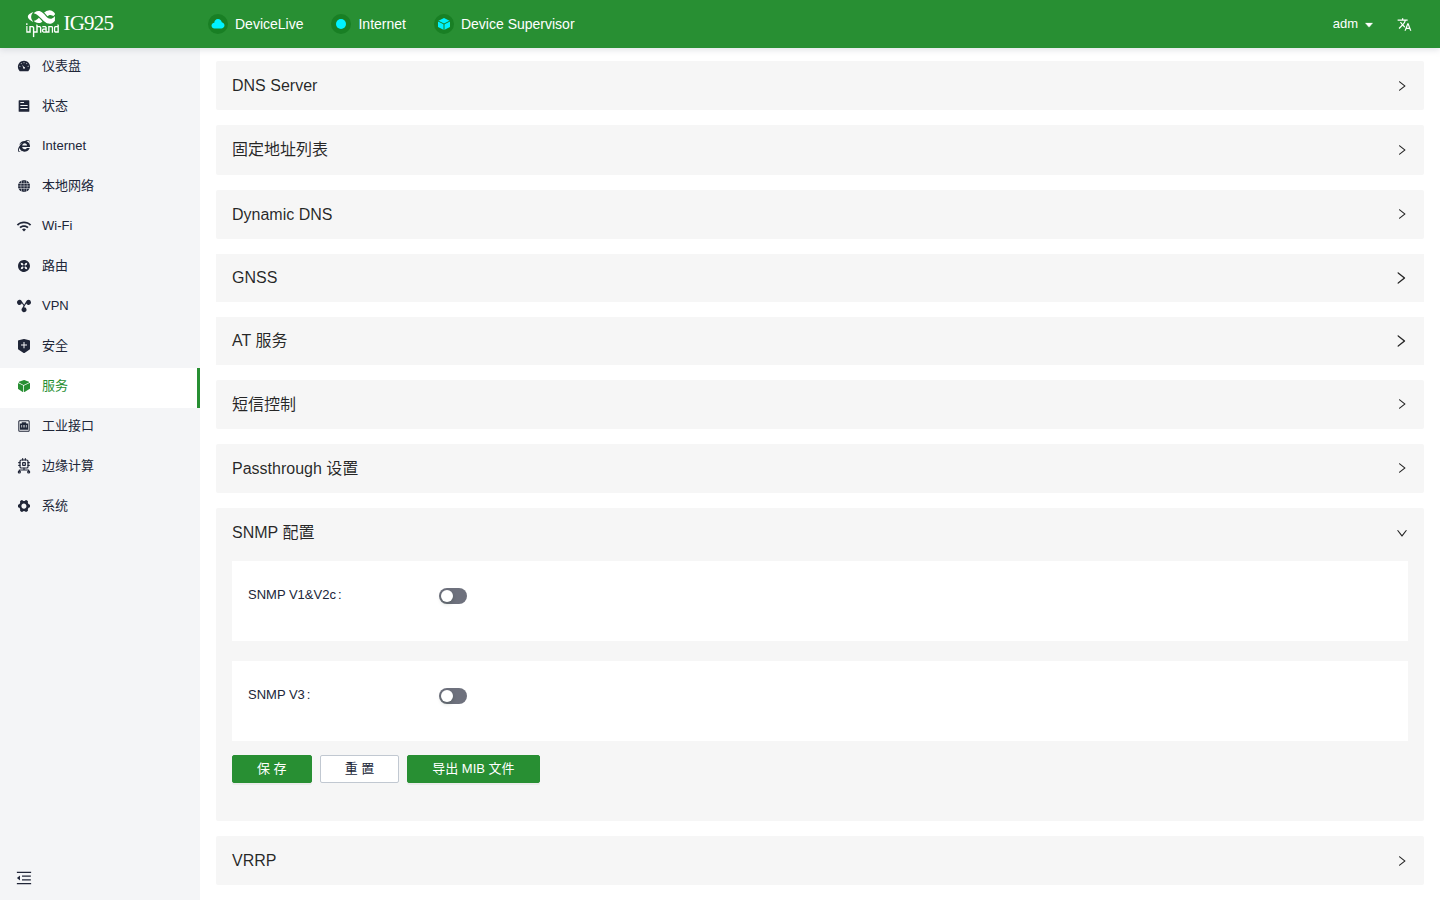 inhand IG925
DeviceLive
Internet
Device Supervisor
adm
仪表盘
状态
Internet
本地网络
Wi-Fi
路由
VPN
安全
服务
工业接口
边缘计算
系统
DNS Server
固定地址列表
Dynamic DNS
GNSS
AT 服务
短信控制
Passthrough 设置
SNMP 配置
SNMP V1&V2c :
SNMP V3 :
保 存
重 置
导出 MIB 文件
VRRP